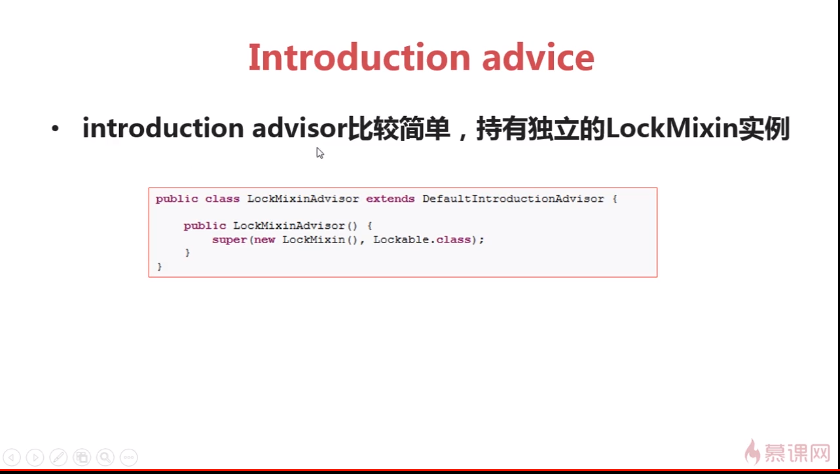 Introduction advice
• introduction advisor比较简单，持有独立的LockMixin实例
public class LockMixinAdvisor extends DefaultIntroductionAdvisor {
public LockMixinAdvisor() {
super(new LockMixin(), Lockable.class);
}
}
慕课网